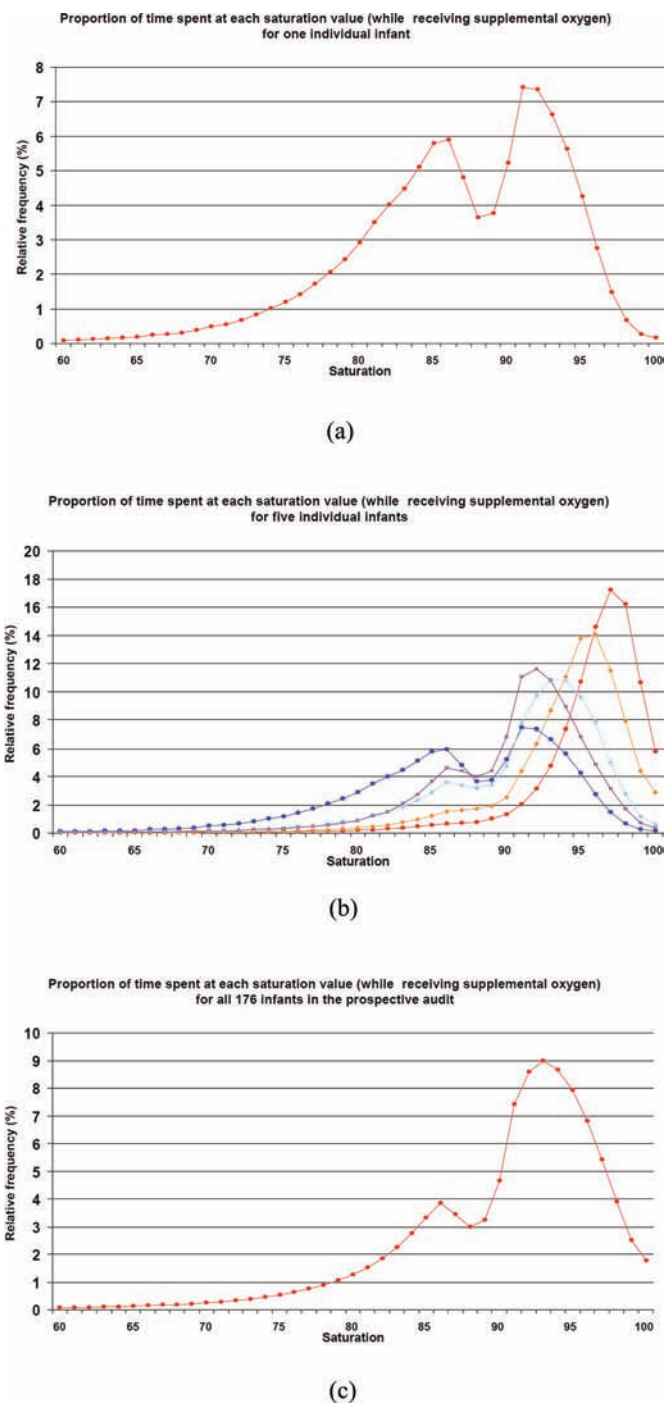 Proportion of time spent at each saturation value (while receiving supplemental oxygen)
for one individual infant
8
7
6
5
4
3
2
1
0
Relative frequency (%)
60 65 70 75 80 85 90 95 100
Saturation
(a)
Proportion of time spent at each saturation value (while receiving supplemental oxygen)
for five individual infants
20
18
16
14
12
10
8
6
4
2
0
Relative frequency (%)
60 65 70 75 80 85 90 95 100
Saturation
(b)
Proportion of time spent at each saturation value (while receiving supplemental oxygen)
for all 176 infants in the prospective audit
10
9
8
7
6
5
4
3
2
1
0
Relative frequency (%)
60 65 70 75 80 85 90 95 100
Saturation
(c)